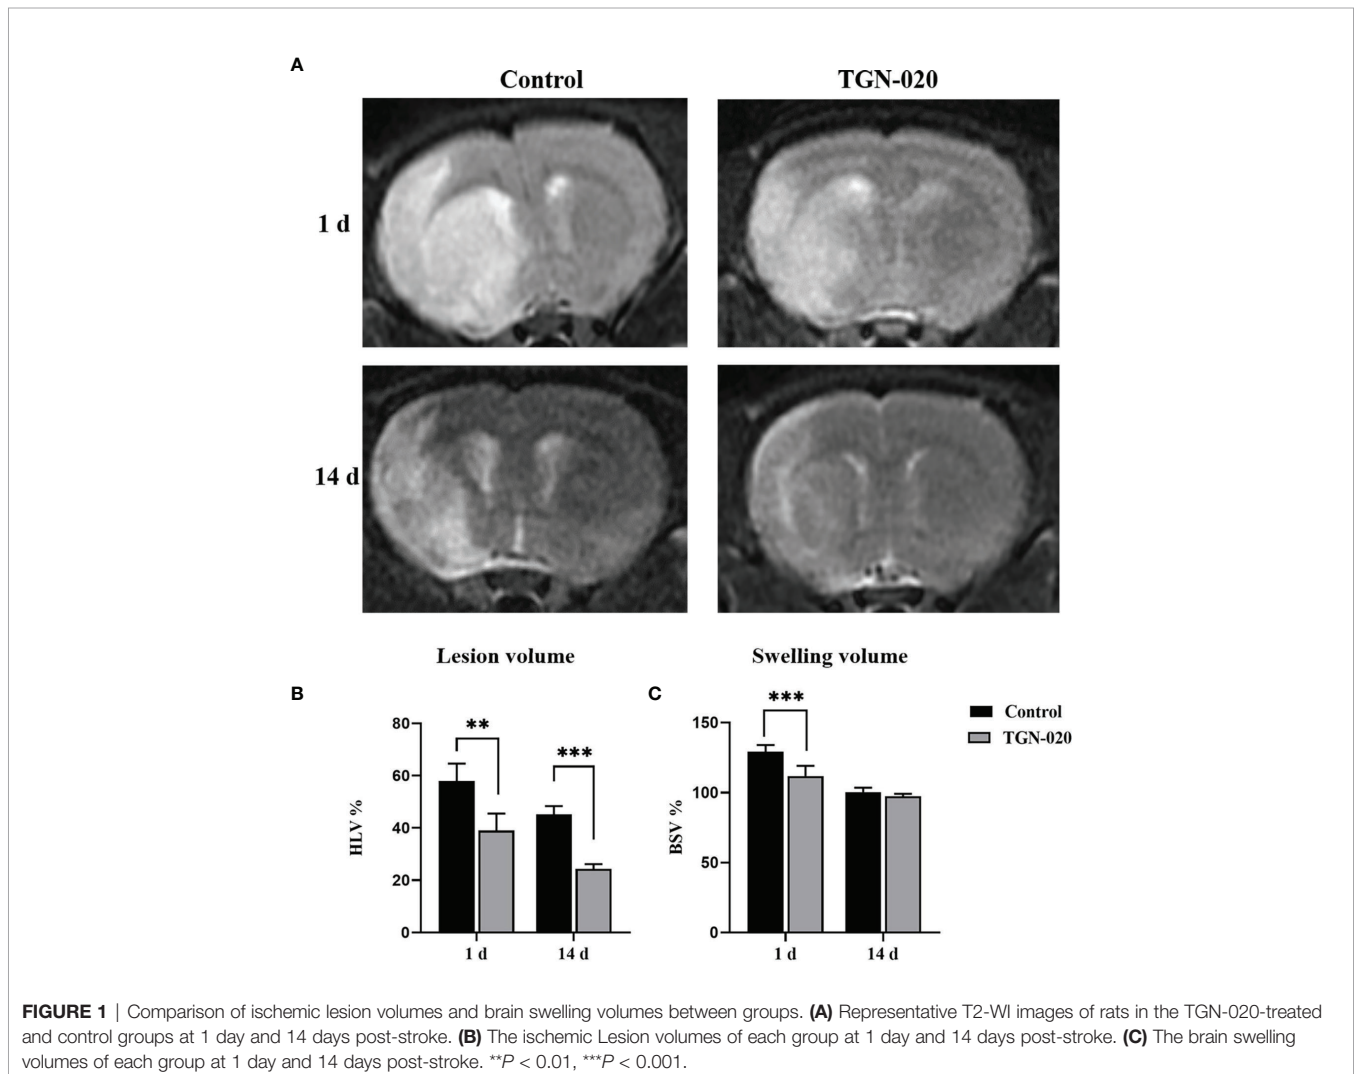 A
Control TGN-020
1 d
14 d
Lesion volume
B
HLV %
80
60
40
20
0
**
***
1 d 14 d
Swelling volume
C
BSV %
150
100
50
0
***
1 d 14 d
Control
TGN-020
FIGURE 1 | Comparison of ischemic lesion volumes and brain swelling volumes between groups. (A) Representative T2-WI images of rats in the TGN-020-treated
and control groups at 1 day and 14 days post-stroke. (B) The ischemic Lesion volumes of each group at 1 day and 14 days post-stroke. (C) The brain swelling
volumes of each group at 1 day and 14 days post-stroke. **P < 0.01, ***P < 0.001.